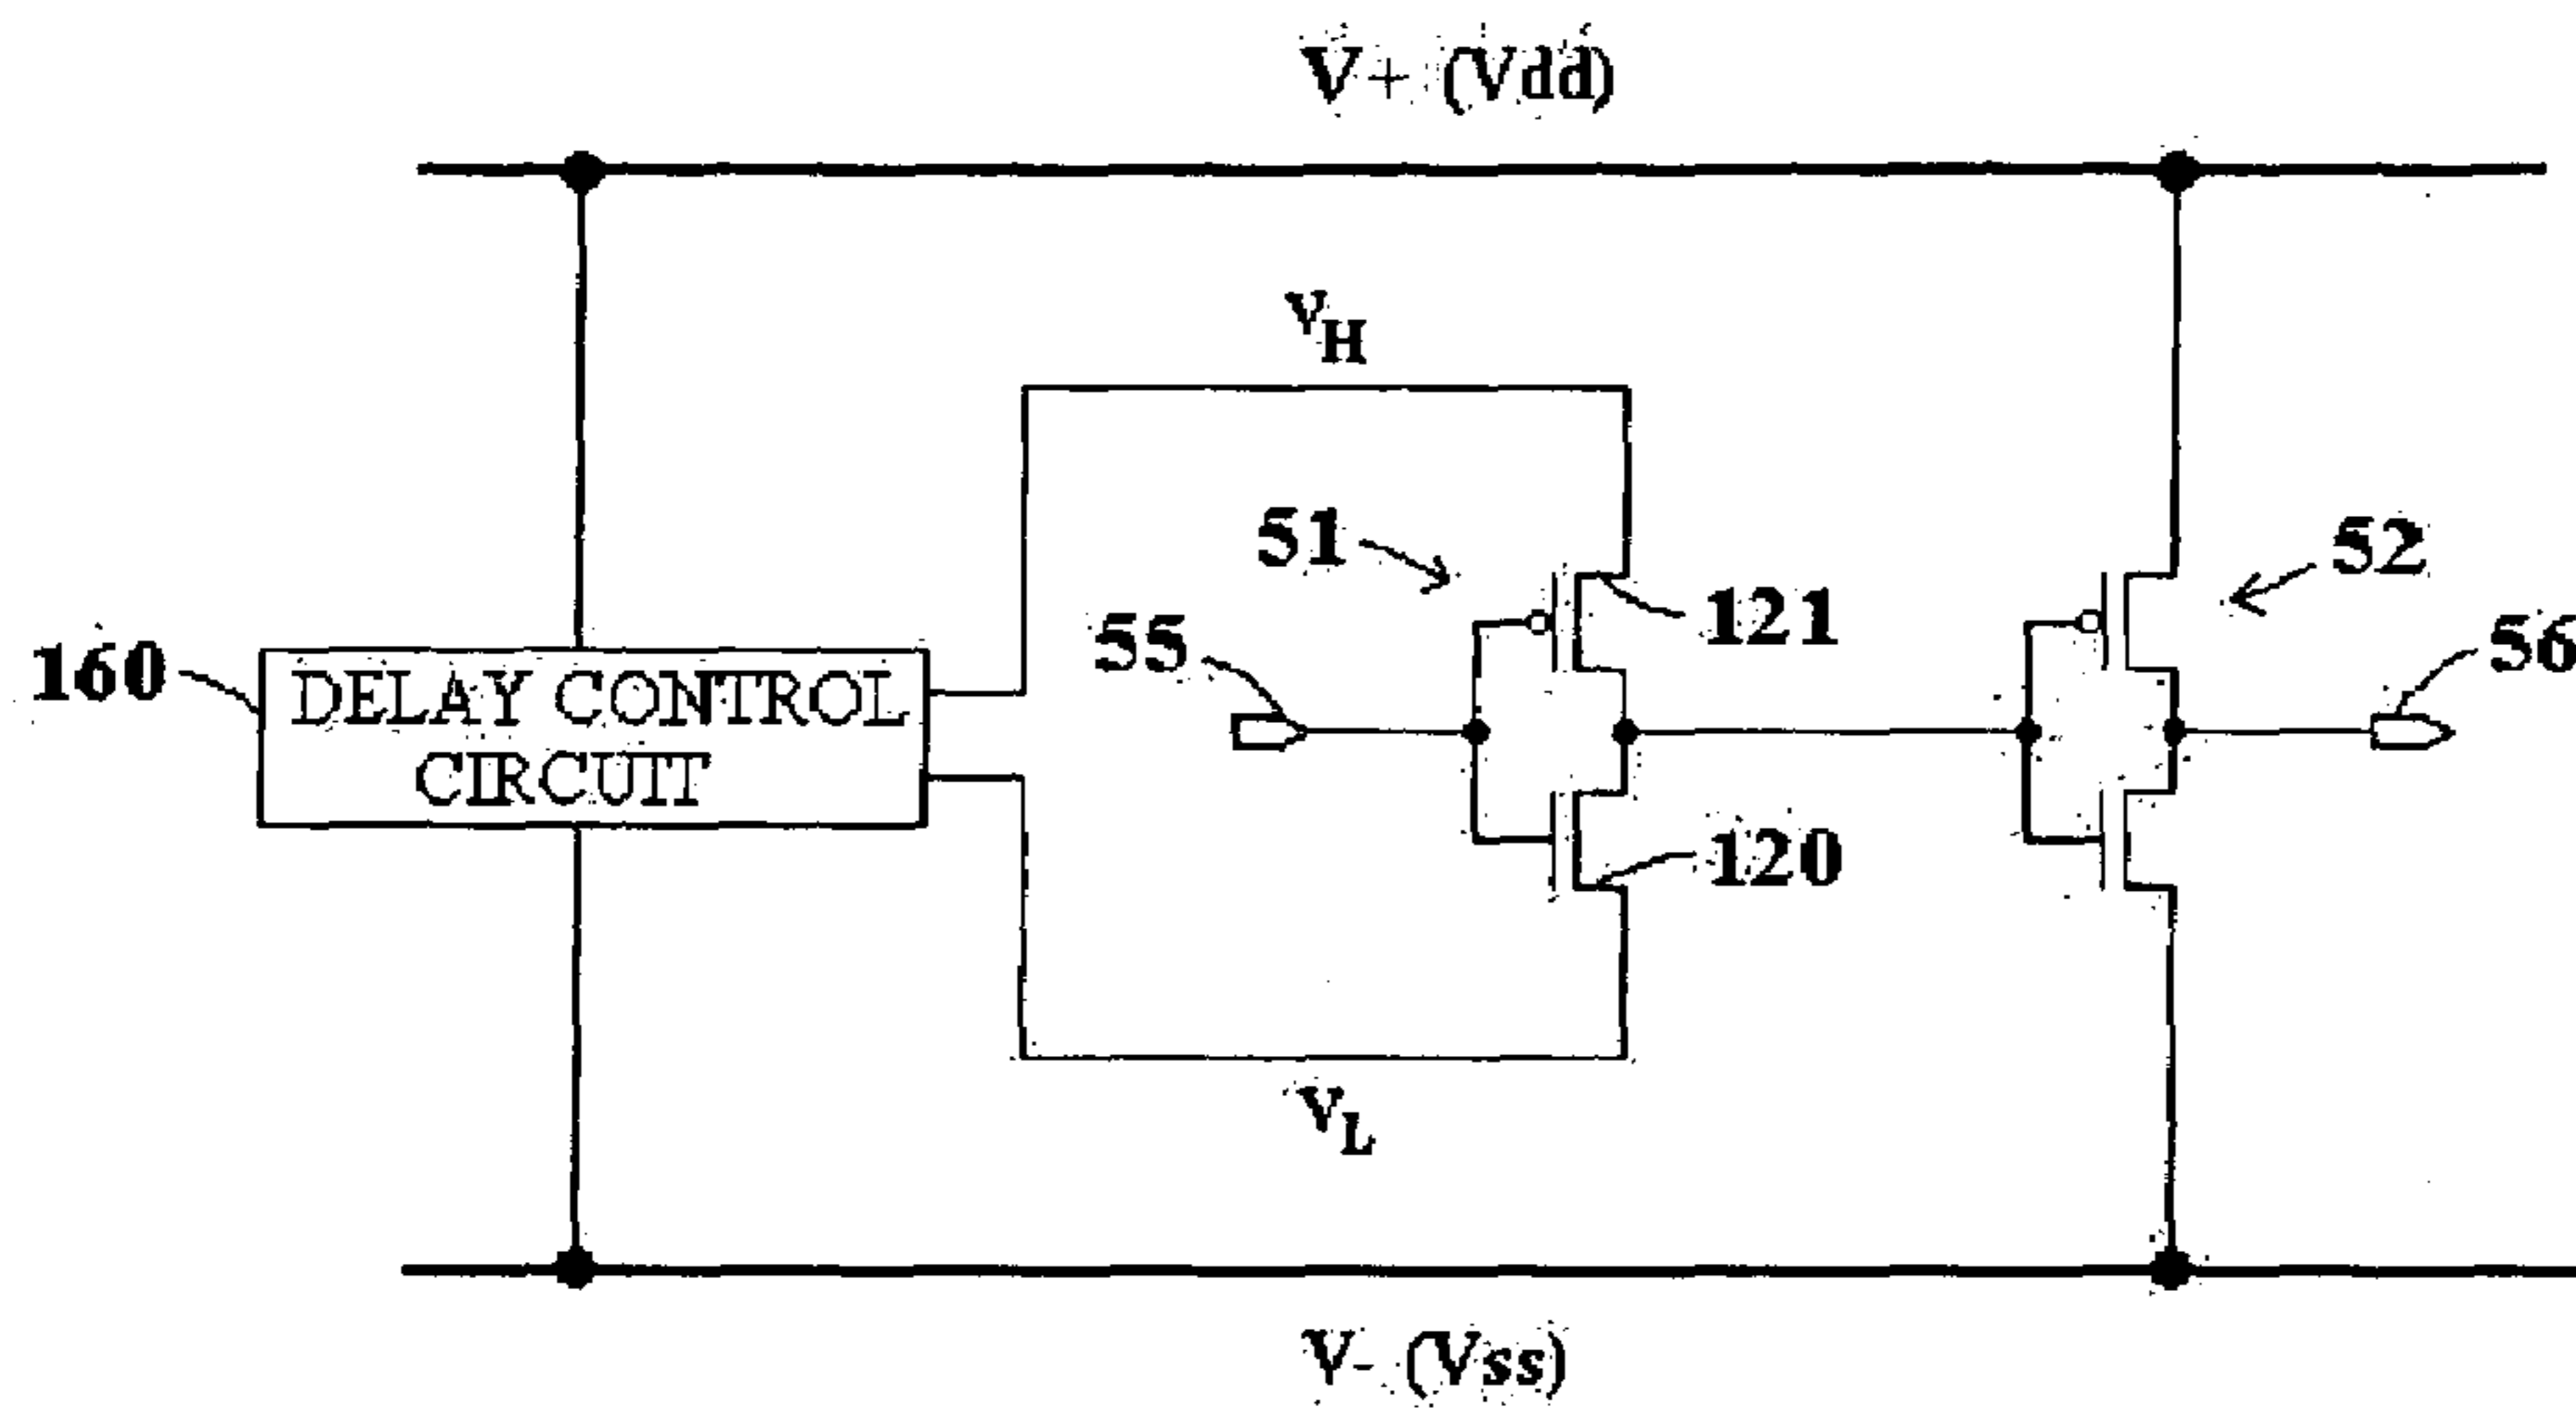 V+ (Vdd)
VH
51
52
121
55
56
160
DELAY CONTROL
CIRCUIT
120
VL
V- (Vss)